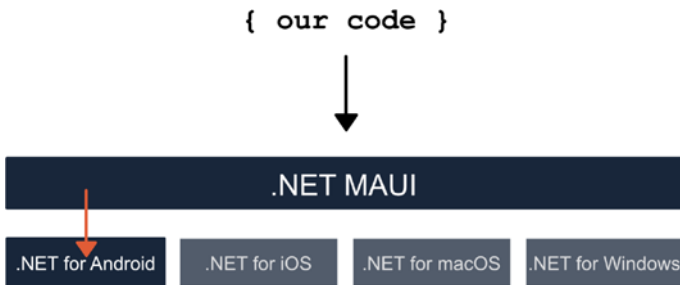 { our code }
.NET MAUI
.NET for Android .NET for iOS .NET for macOS .NET for Windows